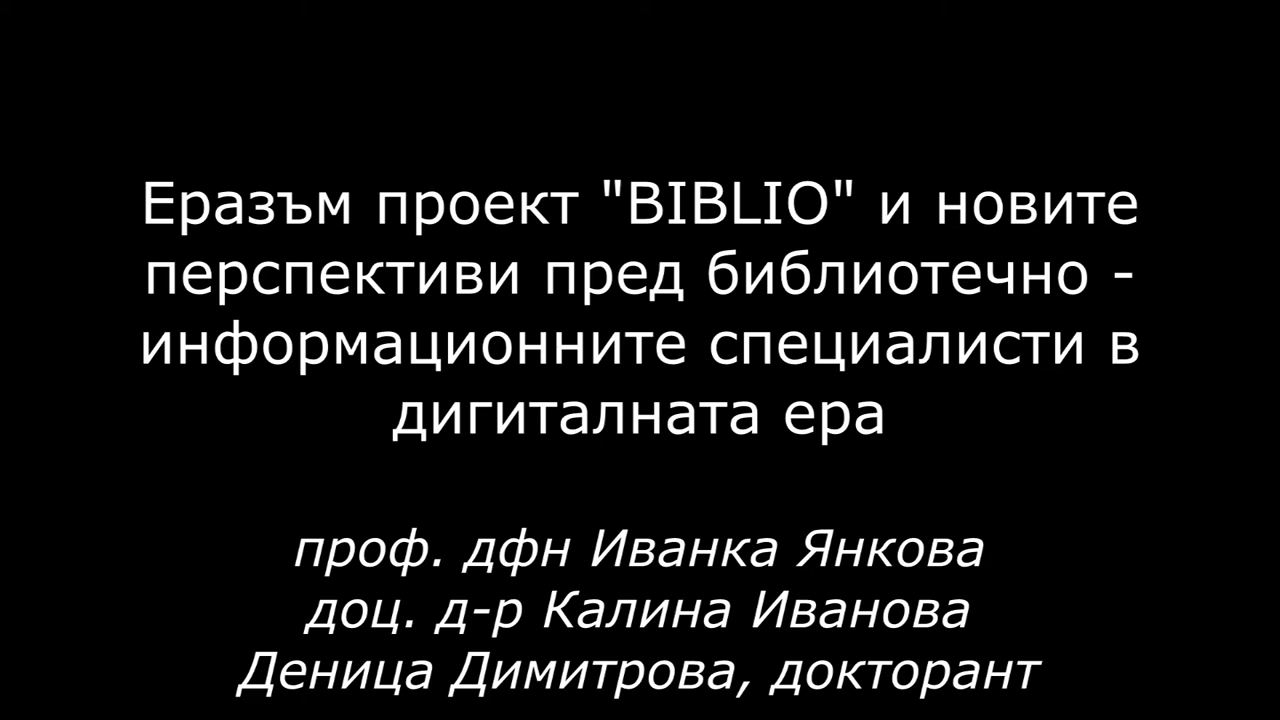 Еразъм проект "BIBLIO" и новите
перспективи пред библиотечно -
информационните специалисти в
дигиталната ера
проф. дфн Иванка Янкова
доц. д-р Калина Иванова
Деница Димитрова, докторант